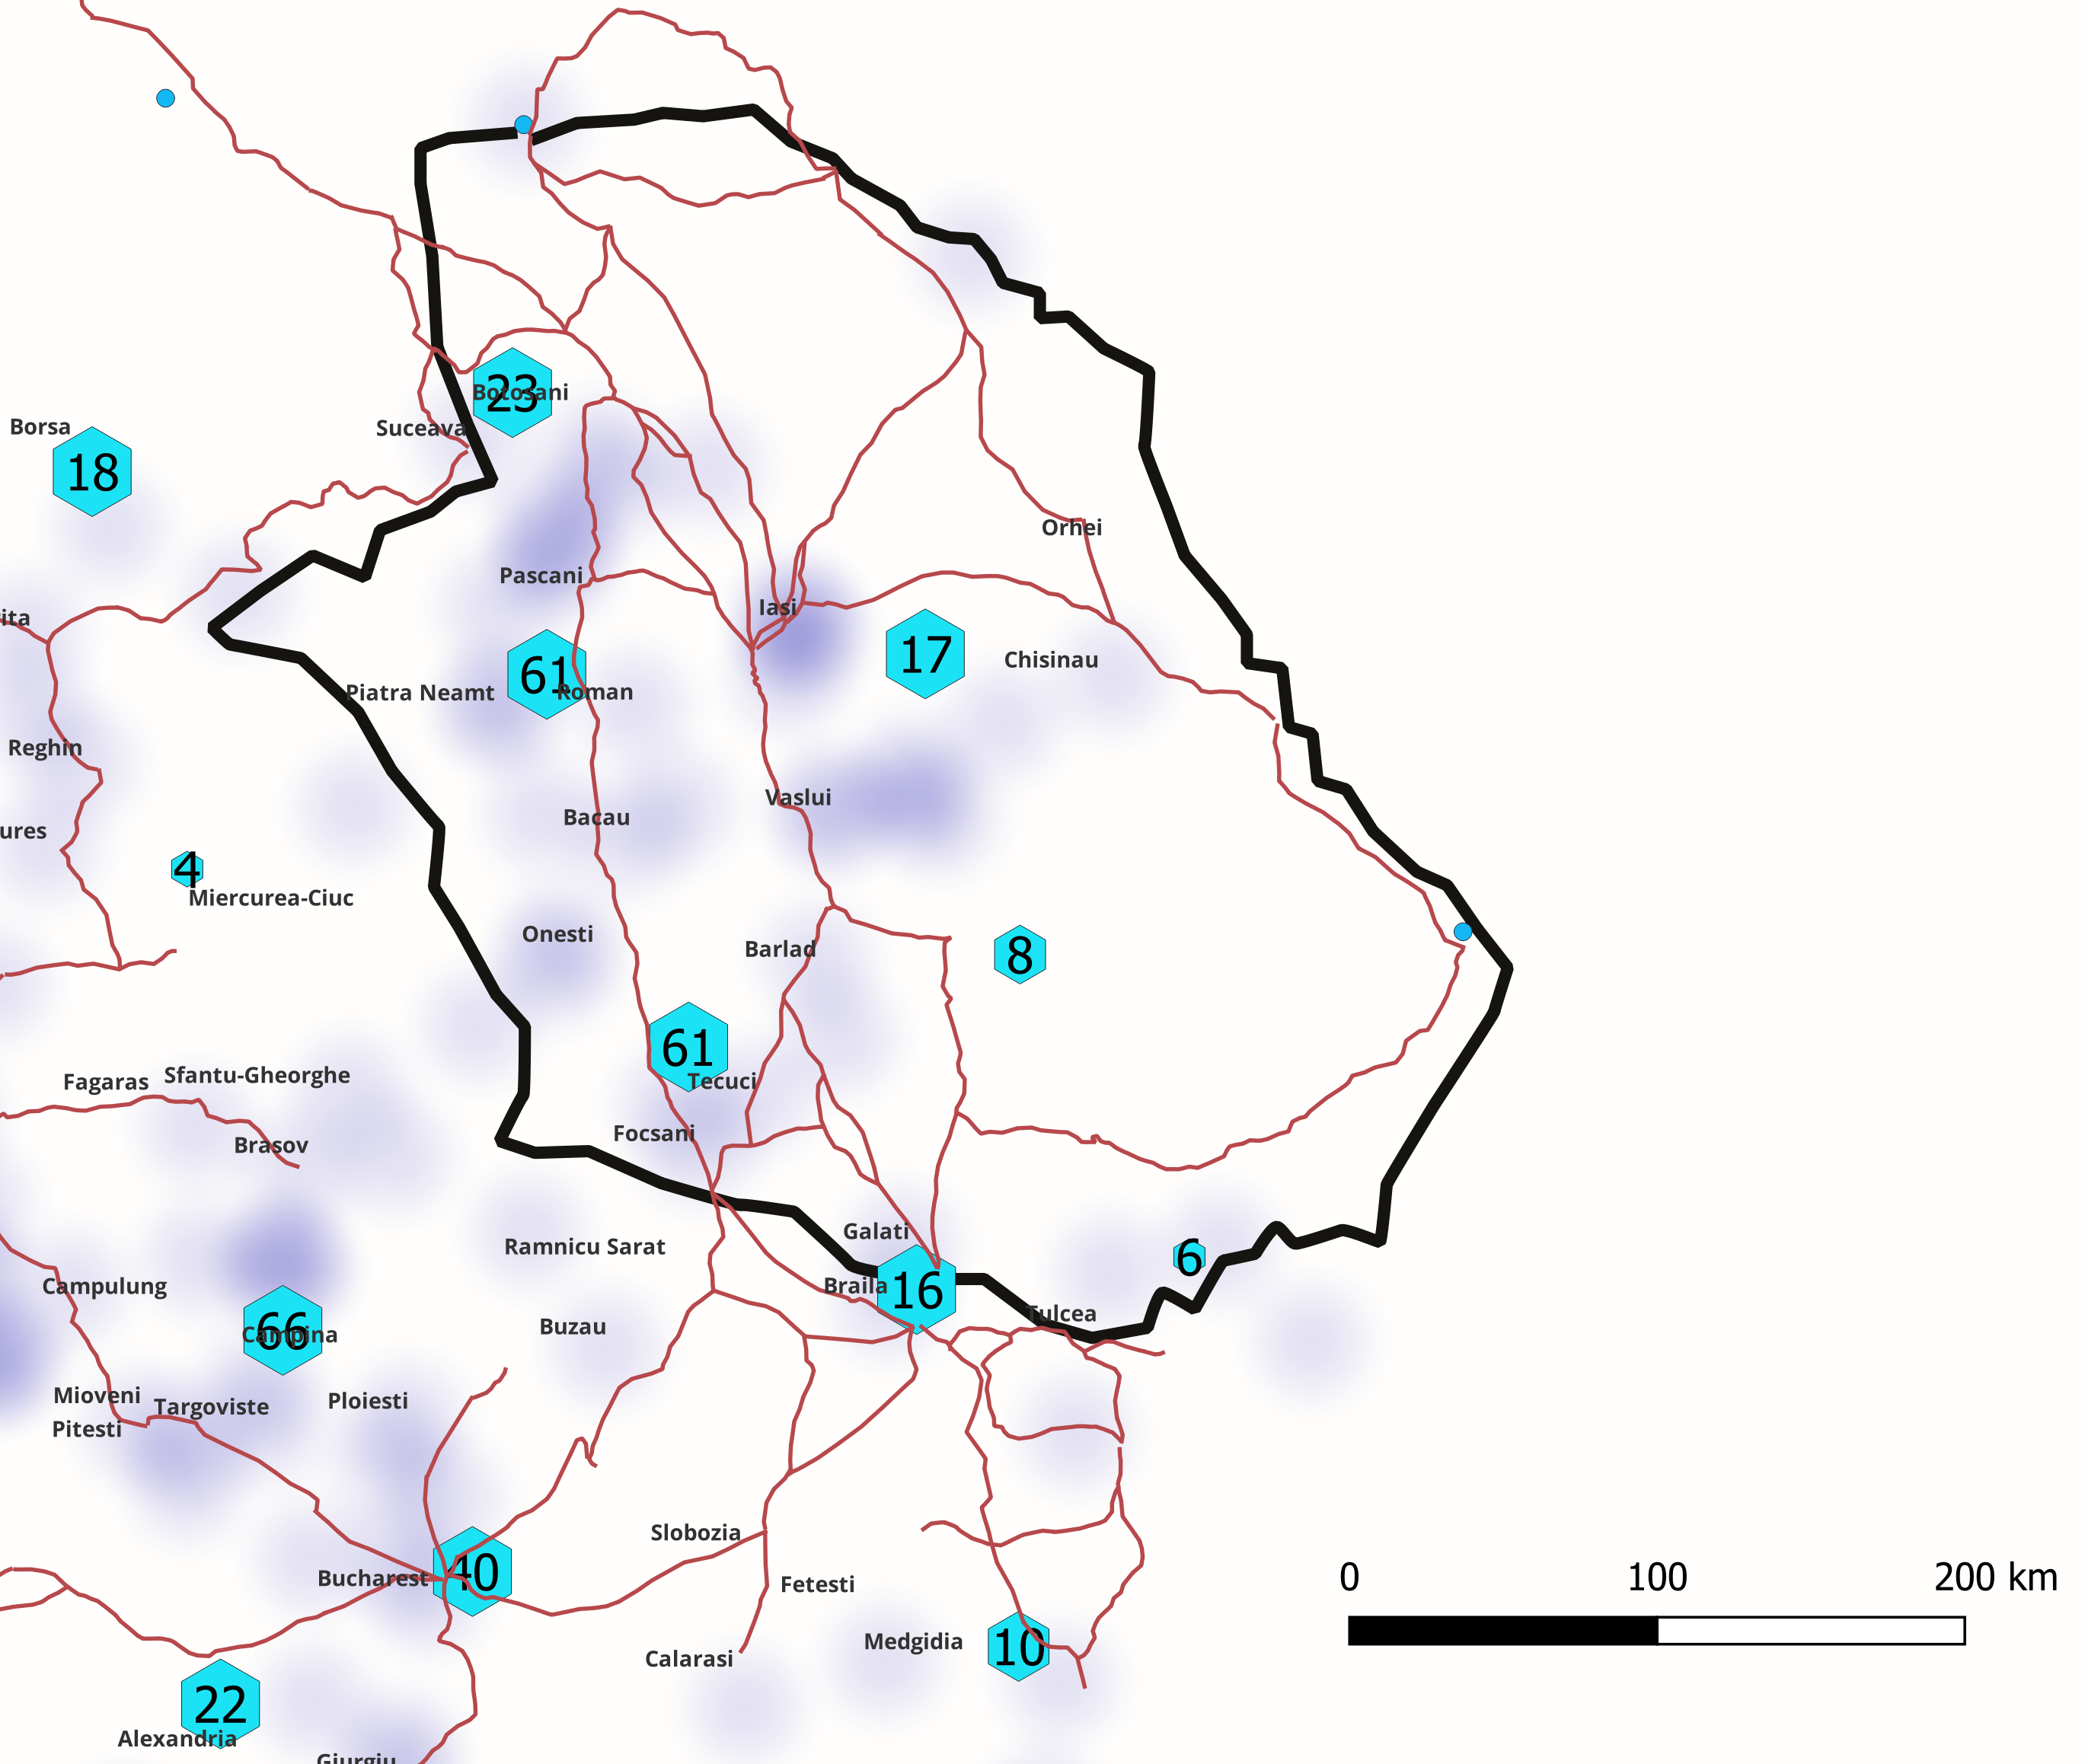 23
Botosani
Borsa
Suceava
18
Orhei
Pascani
Iasi
ita
17
Chisinau
61
Piatra Neamt
Roman
Reghin
Vaslui
Bacau
ures
4
Miercurea-Ciuc
Onesti
Barlad
8
61
Sfantu-Gheorghe
Fagaras
Tecuci
Focsani
Brasov
Galati
Ramnicu Sarat
6
Campulung
Braila
16
Tulcea
Buzau
66
Campina
Mioveni
Ploiesti
Targoviste
Pitesti
Slobozia
40
Bucharest
Fetesti
0 100 200 km
Medgidia
10
Calarasi
22
Alexandria
Giurgiu